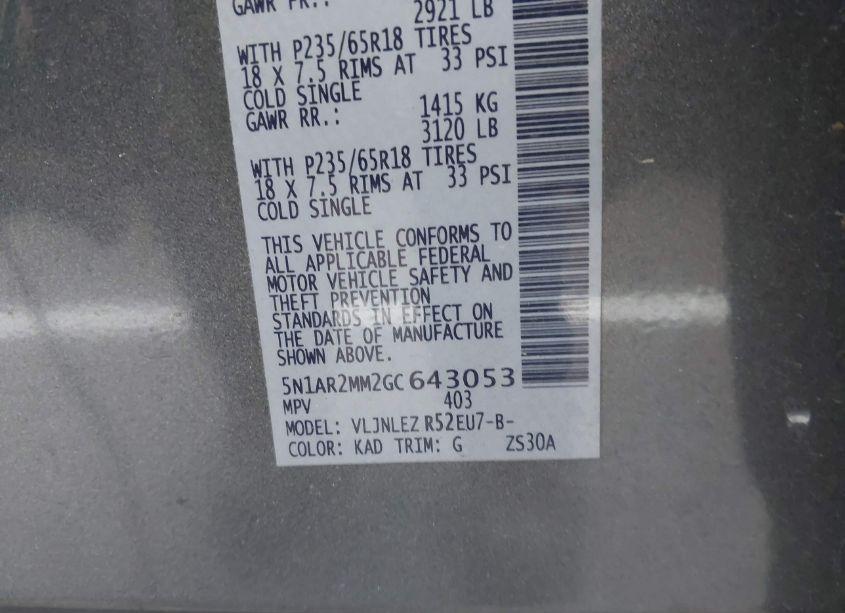 GAWR FR.:
2921 LB
WITH P235/65R18 TIRES
18 X 7.5 RIMS AT 33 PSI
COLD SINGLE
GAWR RR.: 1415 KG
3120 LB
WITH P235/65R18 TIRES
18 X 7.5 RIMS AT 33 PSI
COLD SINGLE
THIS VEHICLE CONFORMS TO
ALL APPLICABLE FEDERAL
MOTOR VEHICLE SAFETY AND
THEFT PREVENTION
STANDARDS IN EFFECT ON
THE DATE OF MANUFACTURE
SHOWN ABOVE.
5N1AR2MM2GC643053
MPV 403
MODEL: VLJNLEZ R52EU7-B-
COLOR: KAD TRIM: G ZS30A